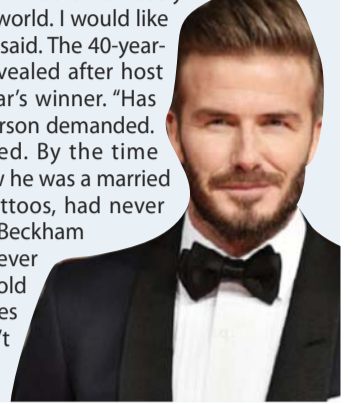 world. I would like
said. The 40-year-
vealed after host
ar's winner. "Has
rson demanded.
ed. By the time
he was a married
ttoos, had never
Beckham
ever
old
es
't